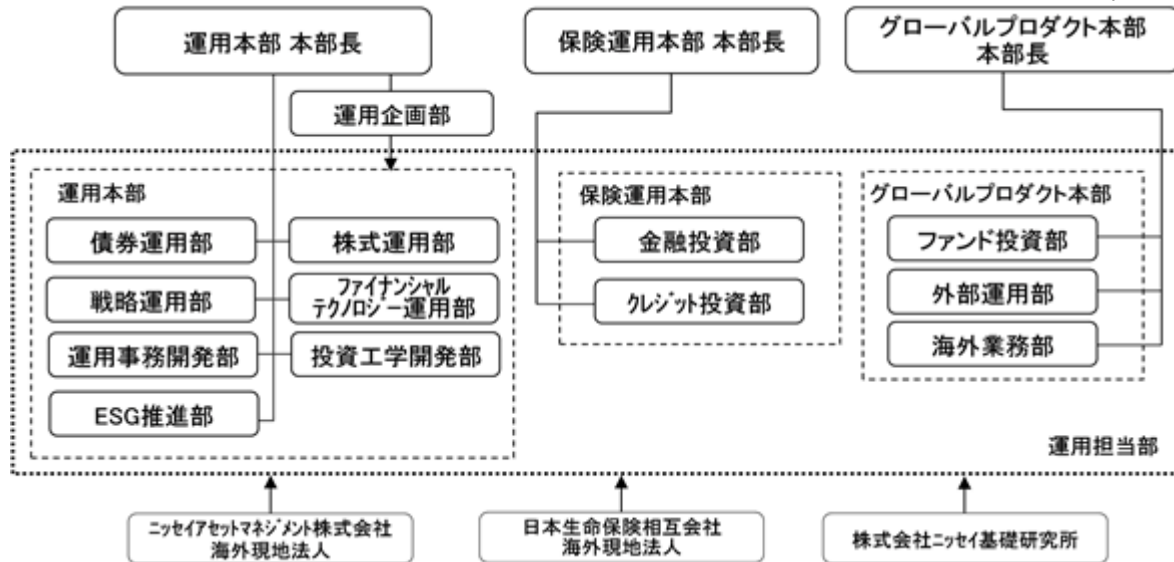 運用本部 本部長
保険運用本部 本部長
グローバルプロダクト本部
本部長
運用企画部
運用本部
債券運用部
株式運用部
戦略運用部
ファイナンシャル
テクノロジー運用部
運用事務開発部
投資工学開発部
ESG推進部
保険運用本部
金融投資部
クレジット投資部
グローバルプロダクト本部
ファンド投資部
外部運用部
海外業務部
運用担当部
ニッセイアセットマネジメント株式会社
海外現地法人
日本生命保険相互会社
海外現地法人
株式会社ニッセイ基礎研究所